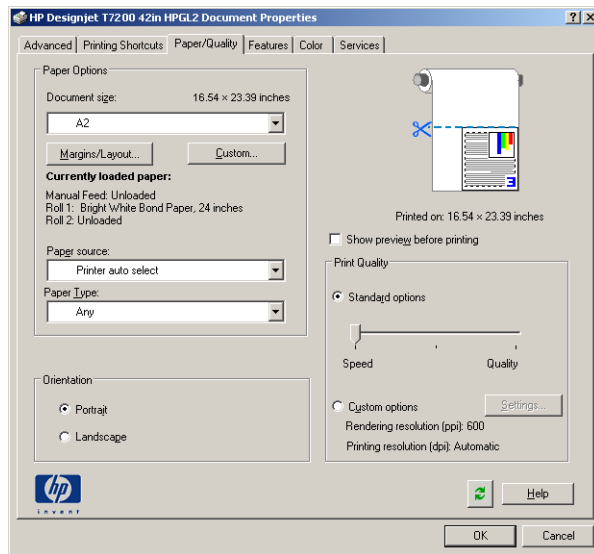 HP Designjet T7200 42in HPGL2 Document Properties
Advanced Printing Shortcuts Paper/Quality Features Color Services
Paper Options
Document size: 16.54 × 23.39 inches
A2
Margins/Layout... Custom...
Currently loaded paper:
Manual Feed: Unloaded
Roll 1: Bright White Bond Paper, 24 inches
Roll 2: Unloaded
Paper source:
Printer auto select
Paper Type:
Any
Orientation
Portrait
Landscape
3
Printed on: 16.54 × 23.39 inches
Show preview before printing
Print Quality
Standard options
Speed Quality
Custom options Settings...
Rendering resolution (ppi): 600
Printing resolution (dpi): Automatic
hp
invent
Help
OK Cancel